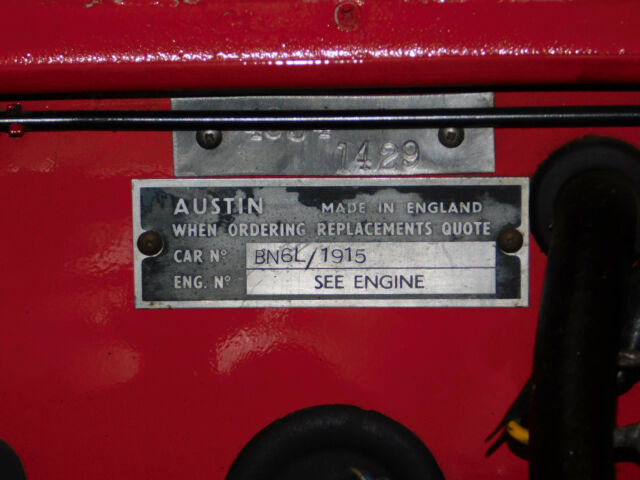 1429
AUSTIN MADE IN ENGLAND
WHEN ORDERING REPLACEMENTS QUOTE
CAR Nº BN6L/1915
ENG. Nº SEE ENGINE